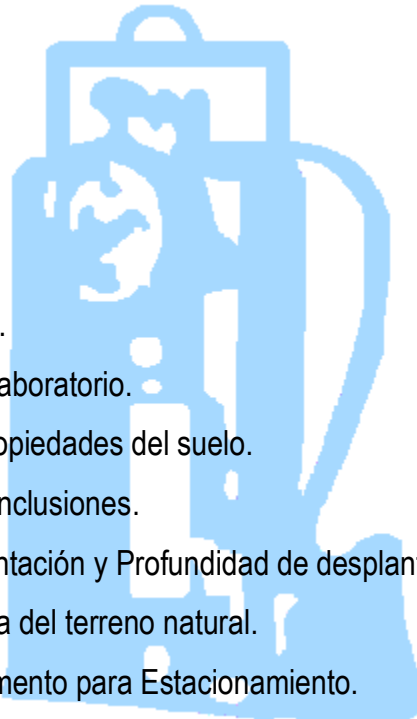 .
aboratorio.
opiedades del suelo.
nclusiones.
ntación y Profundidad de desplant
a del terreno natural.
mento para Estacionamiento.